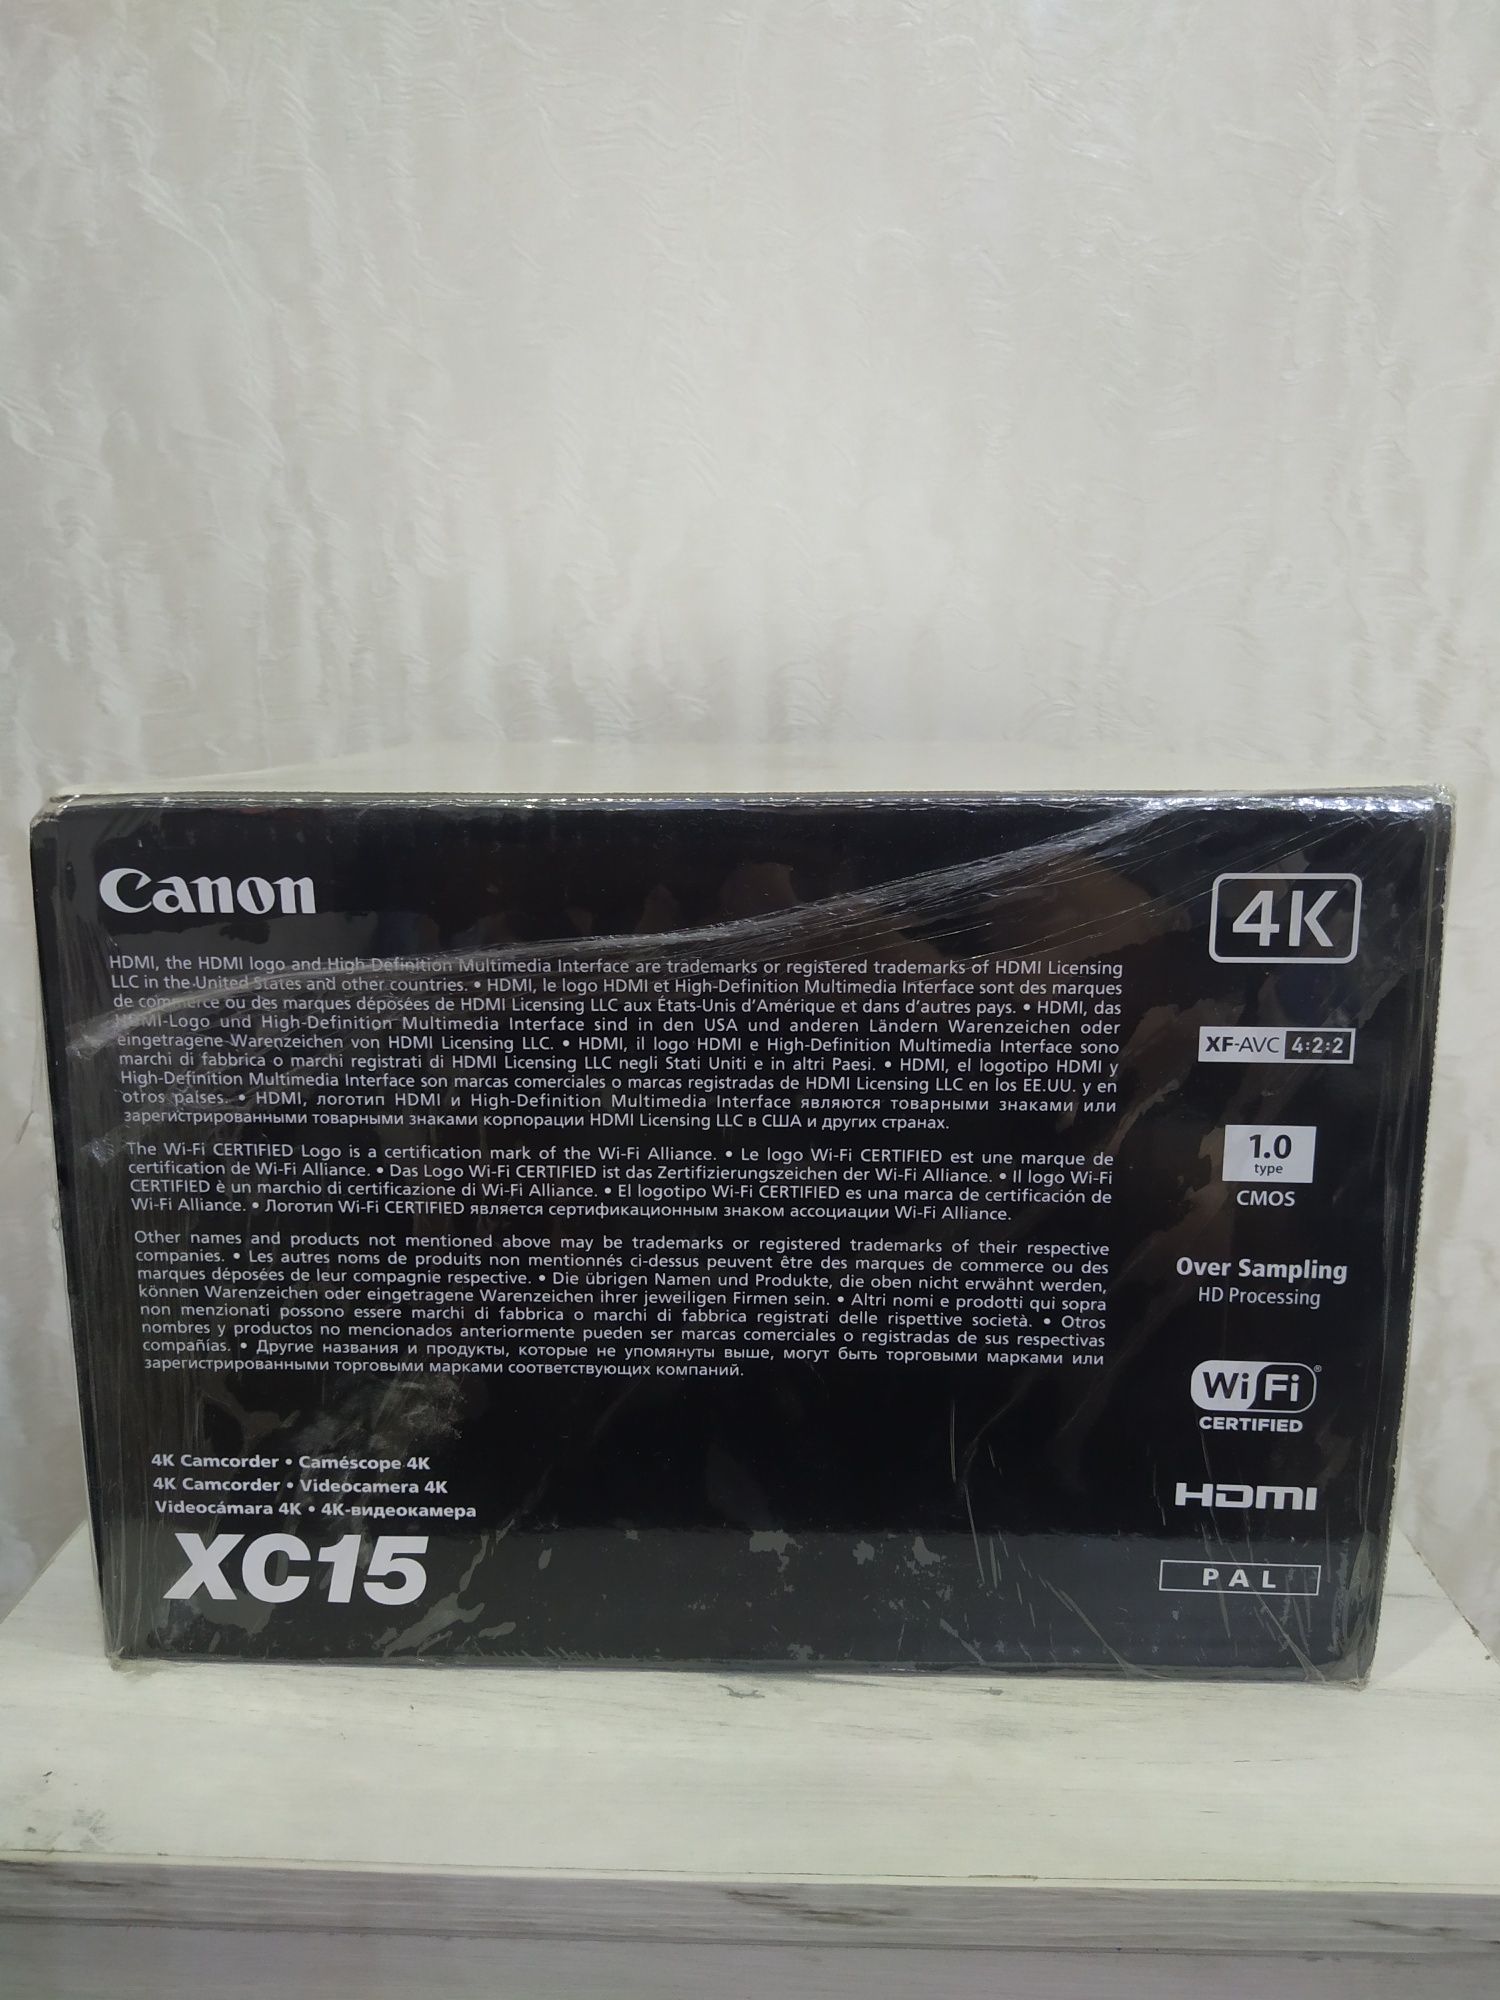 Canon
4K
HDMI, the HDMI logo and High-Definition Multimedia Interface are trademarks or registered trademarks of HDMI Licensing
LLC in the United States and other countries. • HDMI, le logo HDMI et High-Definition Multimedia Interface sont des marques
de commerce ou des marques déposées de HDMI Licensing LLC aux États-Unis d'Amérique et dans d'autres pays. • HDMI, das
HDMI-Logo und High-Definition Multimedia Interface sind in den USA und anderen Ländern Warenzeichen oder
eingetragene Warenzeichen von HDMI Licensing LLC. • HDMI, il logo HDMI e High-Definition Multimedia Interface sono
marchi di fabbrica o marchi registrati di HDMI Licensing LLC negli Stati Uniti e in altri Paesi. • HDMI, el logotipo HDMI y
High-Definition Multimedia Interface son marcas comerciales o marcas registradas de HDMI Licensing LLC en los EE.UU. y en
otros países. • HDMI, логотип HDMI и High-Definition Multimedia Interface являются товарными знаками или
зарегистрированными товарными знаками корпорации HDMI Licensing LLC в США и других странах.
The Wi-Fi CERTIFIED Logo is a certification mark of the Wi-Fi Alliance. • Le logo Wi-Fi CERTIFIED est une marque de
certification de Wi-Fi Alliance. • Das Logo Wi-Fi CERTIFIED ist das Zertifizierungszeichen der Wi-Fi Alliance. • Il logo Wi-Fi
CERTIFIED è un marchio di certificazione di Wi-Fi Alliance. • El logotipo Wi-Fi CERTIFIED es una marca de certificación de
Wi-Fi Alliance. • Логотип Wi-Fi CERTIFIED является сертификационным знаком ассоциации Wi-Fi Alliance.
Other names and products not mentioned above may be trademarks or registered trademarks of their respective
companies. • Les autres noms de produits non mentionnés ci-dessus peuvent être des marques de commerce ou des
marques déposées de leur compagnie respective. • Die übrigen Namen und Produkte, die oben nicht erwähnt werden,
können Warenzeichen oder eingetragene Warenzeichen ihrer jeweiligen Firmen sein. • Altri nomi e prodotti qui sopra
non menzionati possono essere marchi di fabbrica o marchi di fabbrica registrati delle rispettive società. • Otros
nombres y productos no mencionados anteriormente pueden ser marcas comerciales o registradas de sus respectivas
compañías. • Другие названия и продукты, которые не упомянуты выше, могут быть торговыми марками или
зарегистрированными торговыми марками соответствующих компаний.
XF-AVC 4:2:2
1.0
type
CMOS
Over Sampling
HD Processing
Wi Fi®
CERTIFIED
HDMI
PAL
4K Camcorder • Caméscope 4K
4K Camcorder • Videocamera 4K
Videocámara 4K • 4K-видеокамера
XC15